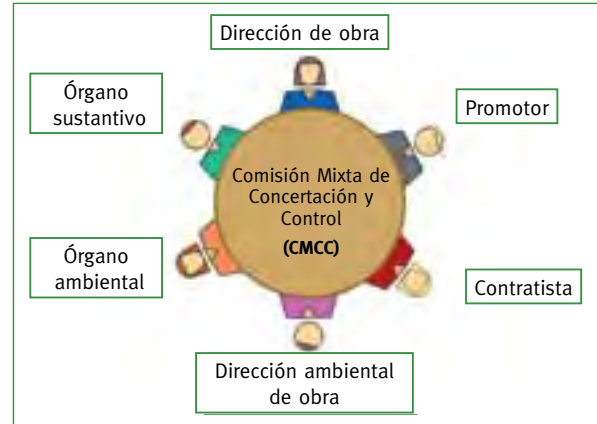 Dirección de obra
Órgano
sustantivo
Promotor
Comisión Mixta de
Concertación y
Control
(CMCC)
Órgano
ambiental
Contratista
Dirección ambiental
de obra